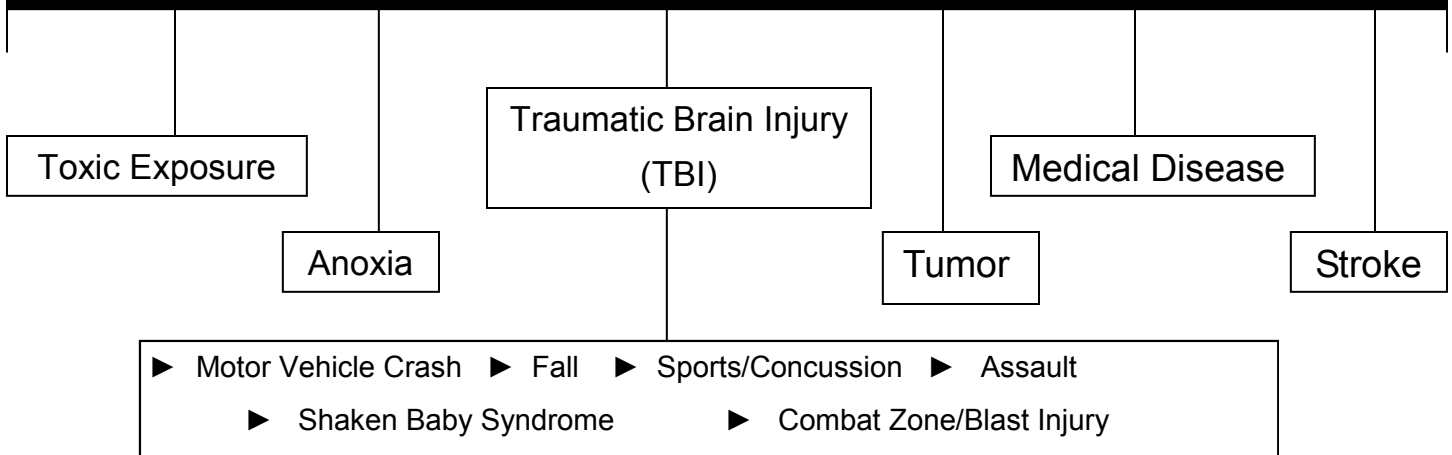 Traumatic Brain Injury
(TBI)
Toxic Exposure
Medical Disease
Anoxia
Tumor
Stroke
► Motor Vehicle Crash ► Fall ► Sports/Concussion ► Assault
► Shaken Baby Syndrome ► Combat Zone/Blast Injury